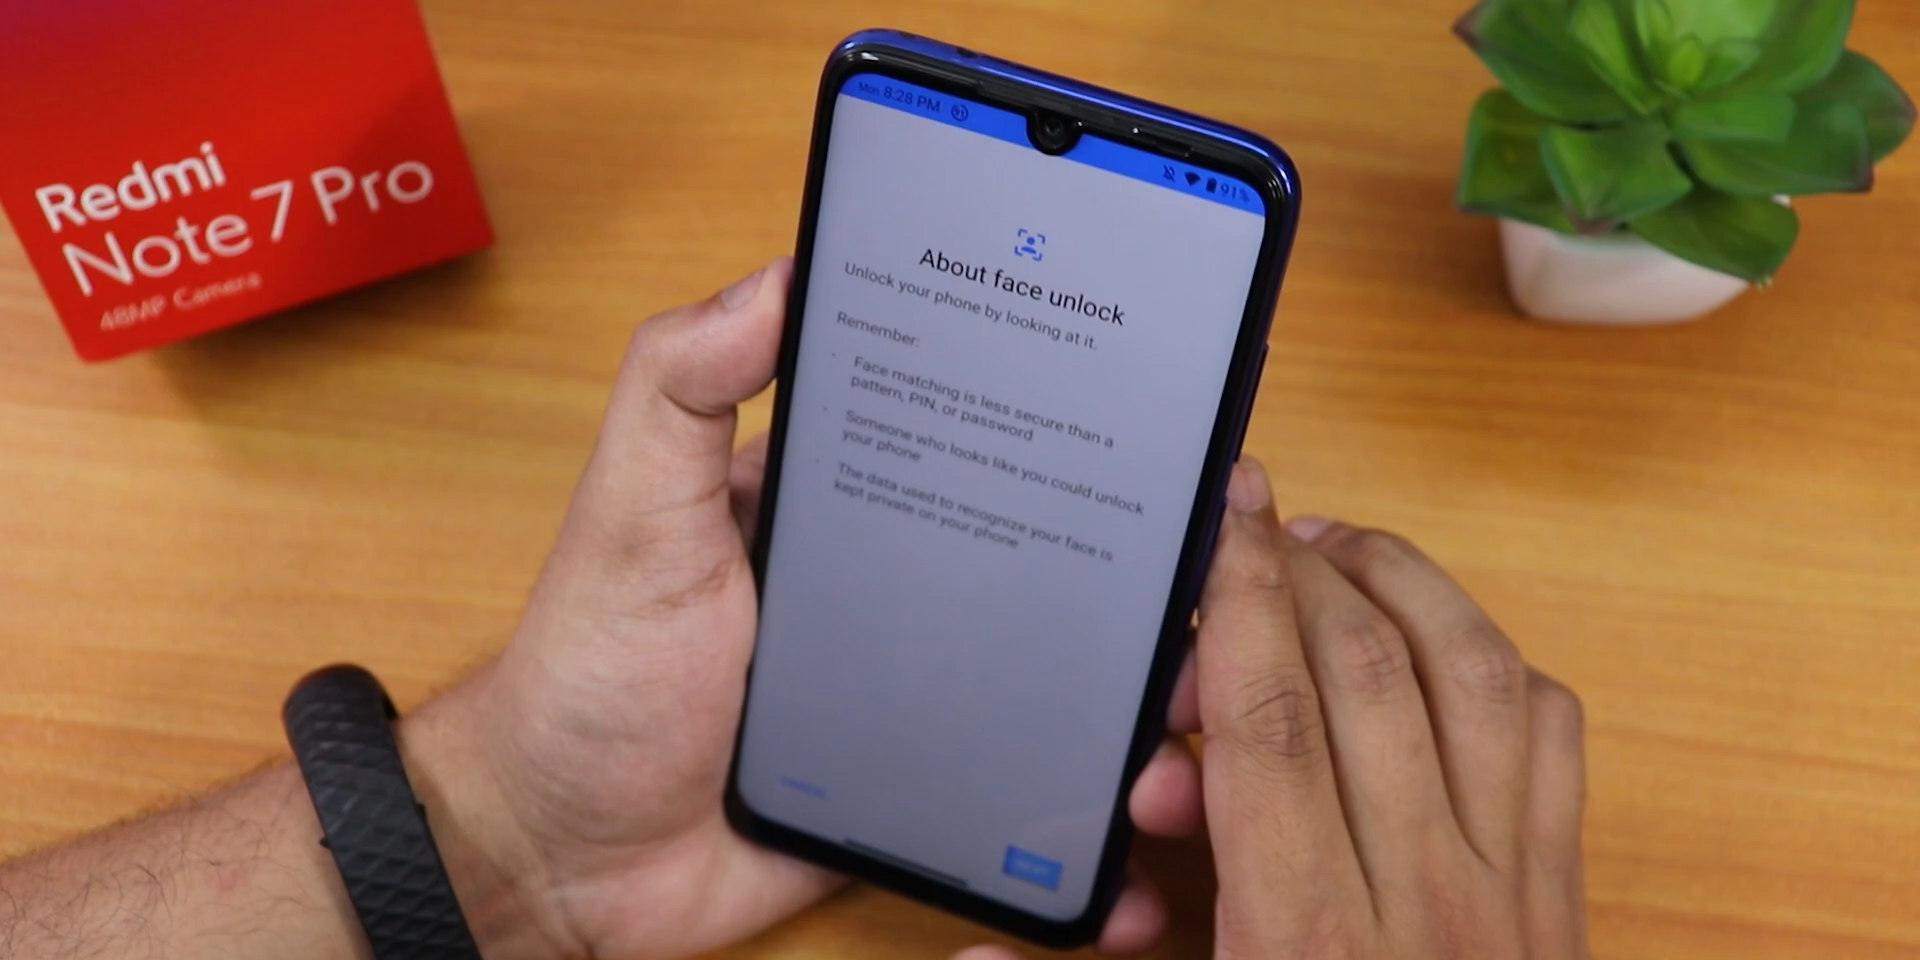 Redmi
Note 7 Pro
48MP Camera
Mon 8:28 PM
91%
About face unlock
Unlock your phone by looking at it.
Remember:
Face matching is less secure than a
pattern, PIN, or password
Someone who looks like you could unlock
your phone
The data used to recognize your face is
kept private on your phone